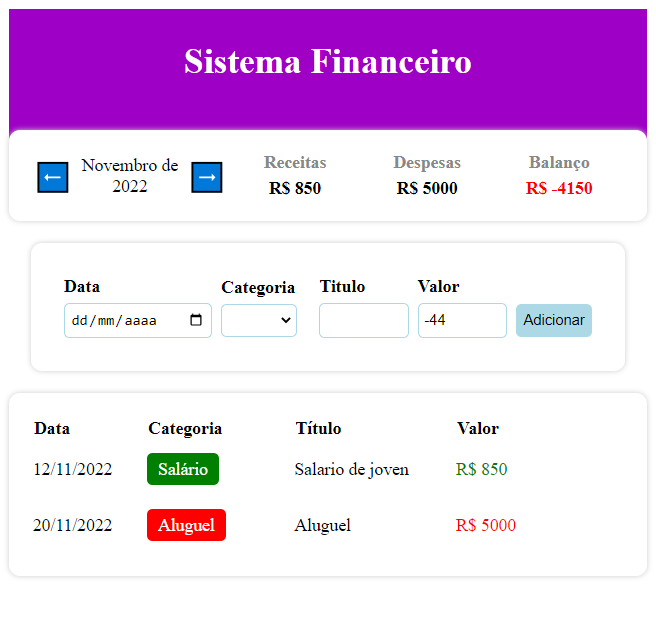 Sistema Financeiro
← Novembro de
2022 →
Receitas Despesas Balanço
R$ 850 R$ 5000 R$ -4150
Data Categoria Titulo Valor
dd/mm/aaaa -44 Adicionar
Data Categoria Título Valor
12/11/2022 Salário Salario de joven R$ 850
20/11/2022 Aluguel Aluguel R$ 5000